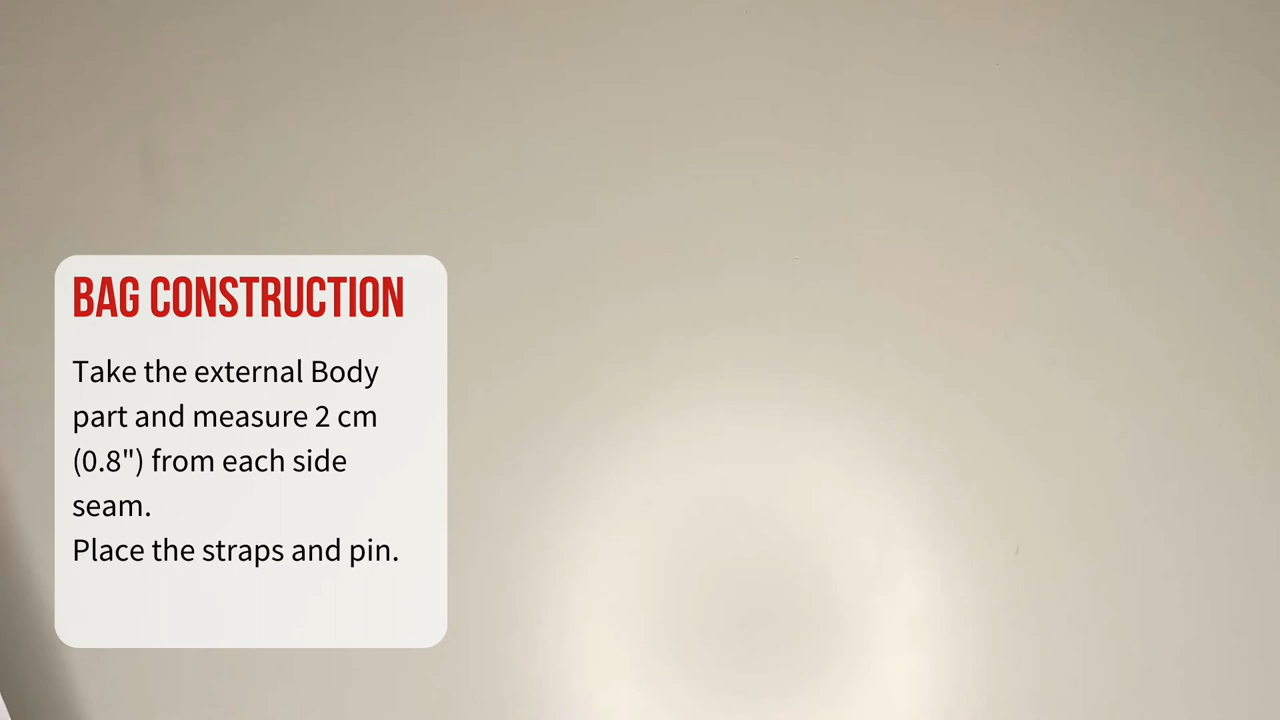 BAG CONSTRUCTION
Take the external Body
part and measure 2 cm
(0.8") from each side
seam.
Place the straps and pin.